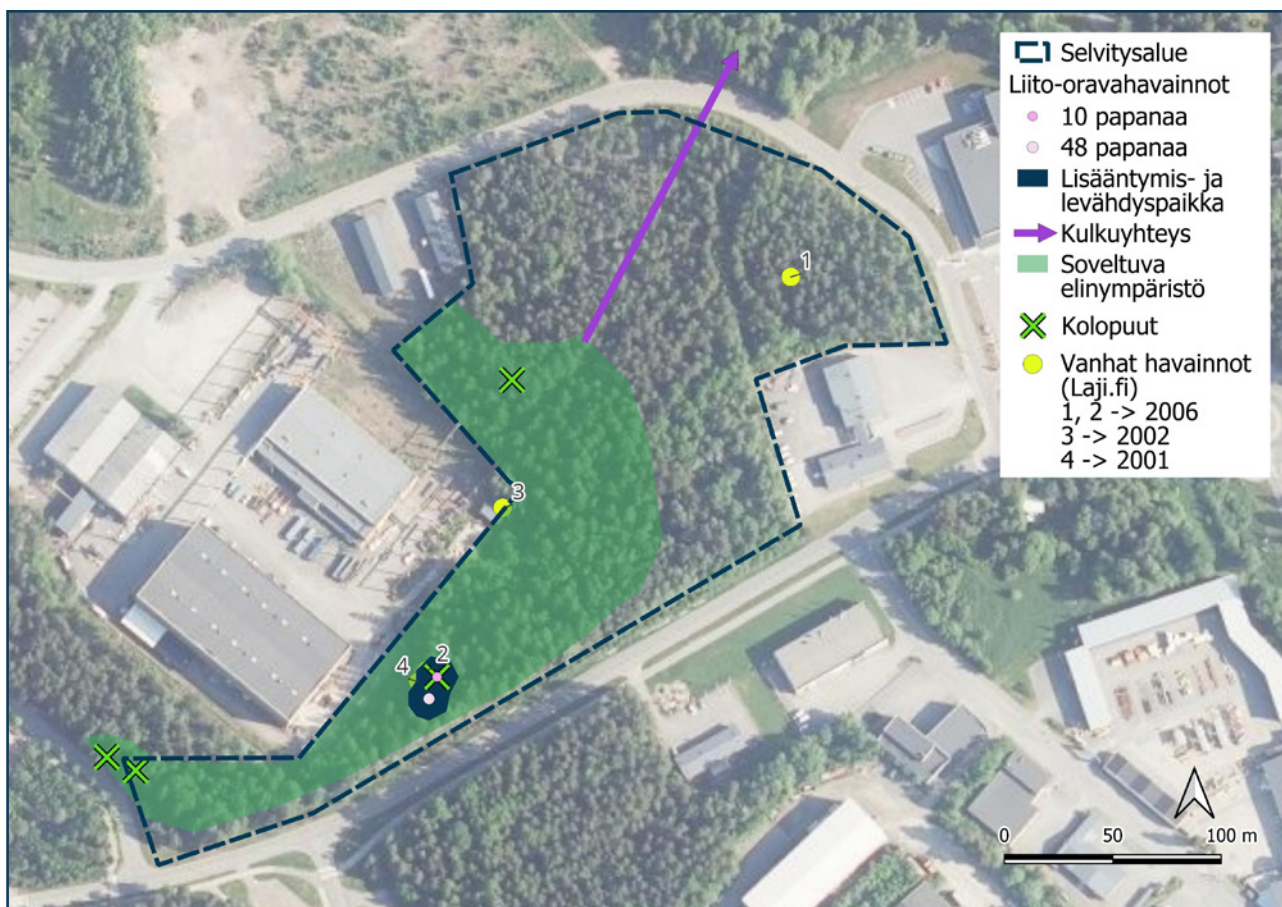 Selvitysalue
Liito-oravahavainnot
10 papanaa
48 papanaa
Lisääntymis- ja
levähdyspaikka
Kulkuyhteys
Soveltuva
elinympäristö
Kolopuut
Vanhat havainnot
(Laji.fi)
1, 2 -> 2006
3 -> 2002
4 -> 2001
1
3
2
4
0 50 100 m